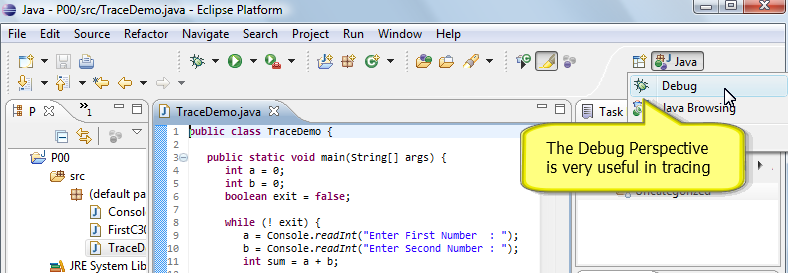 Java - P00/src/TraceDemo.java - Eclipse Platform
File Edit Source Refactor Navigate Search Project Run Window Help
Java
Debug
Java Browsing
P
»1
P00
src
(default pa
Consol
FirstC30
TraceD
JRE System Lib
TraceDemo.java
1 public class TraceDemo {
2
3 public static void main(String[] args) {
4 int a = 0;
5 int b = 0;
6 boolean exit = false;
7
8 while (! exit) {
9 a = Console.readInt("Enter First Number : ");
10 b = Console.readInt("Enter Second Number : ");
11 int sum = a + b;
Task
The Debug Perspective
is very useful in tracing
Uncategorized